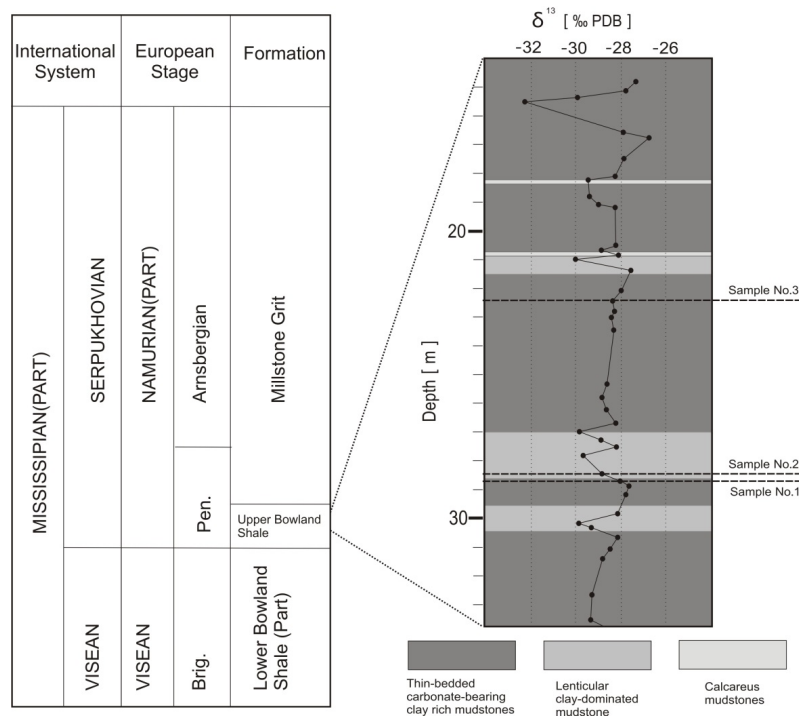 International
System
European
Stage
Formation
MISSISSIPIAN(PART)
SERPUKHOVIAN
NAMURIAN(PART)
Arnsbergian
Millstone Grit
Pen.
Upper Bowland
Shale
VISEAN
VISEAN
Brig.
Lower Bowland
Shale (Part)
δ 13 [ ‰ PDB]
-32 -30 -28 -26
20
30
Depth [ m ]
Sample No.3
Sample No.2
Sample No.1
Thin-bedded
carbonate-bearing
clay rich mudstones
Lenticular
clay-dominated
mudstone
Calcareus
mudstones